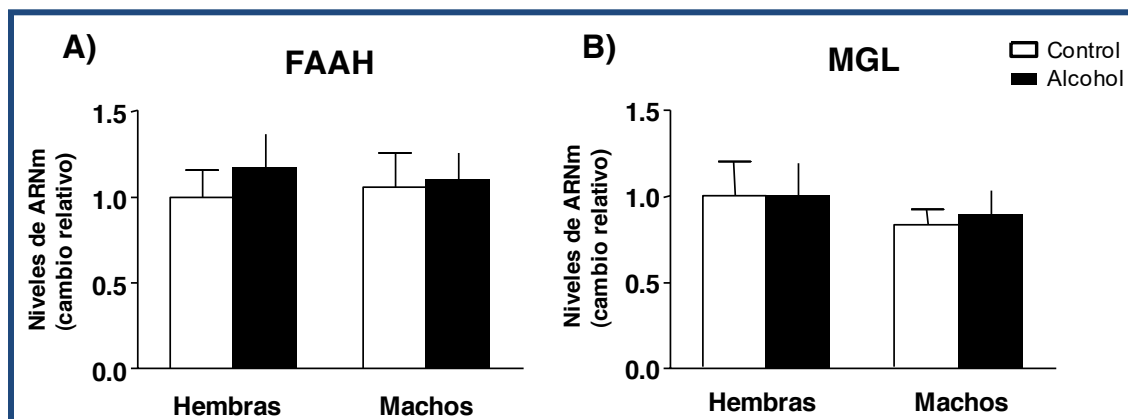 A)
FAAH
Niveles de ARNm
(cambio relativo)
1.5
1.0
0.5
0.0
Hembras Machos
B)
MGL
Control
Alcohol
Niveles de ARNm
(cambio relativo)
1.5
1.0
0.5
0.0
Hembras Machos